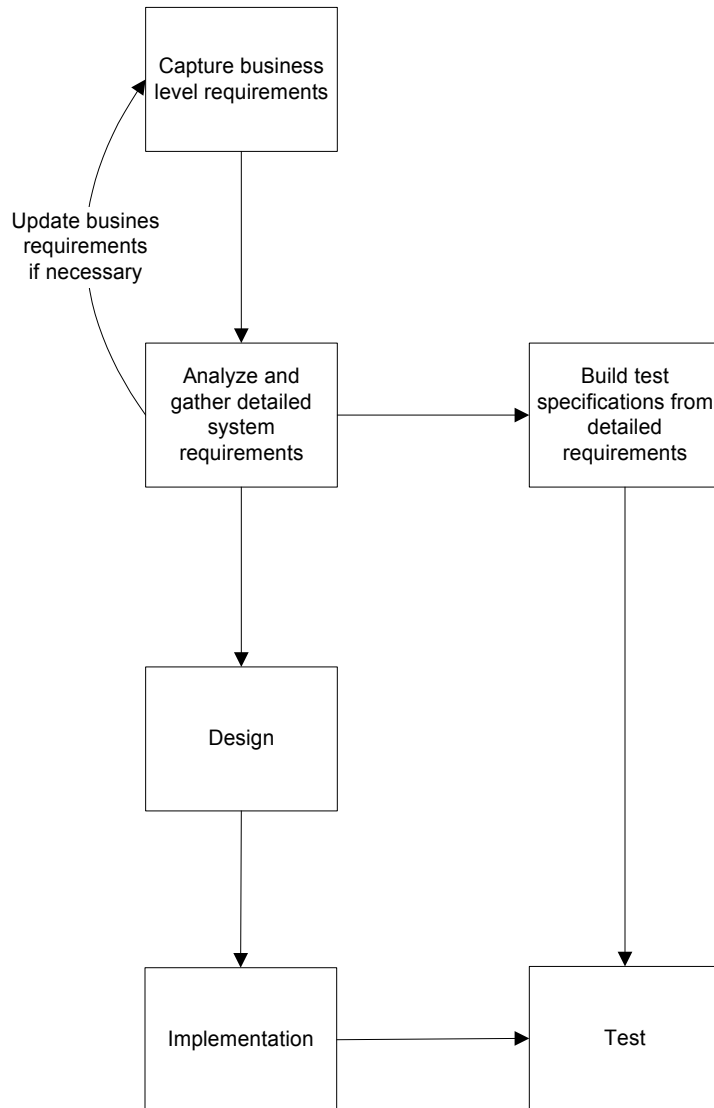 Capture business
level requirements
Update busines
requirements
if necessary
Analyze and
gather detailed
system
requirements
Build test
specifications from
detailed
requirements
Design
Implementation
Test